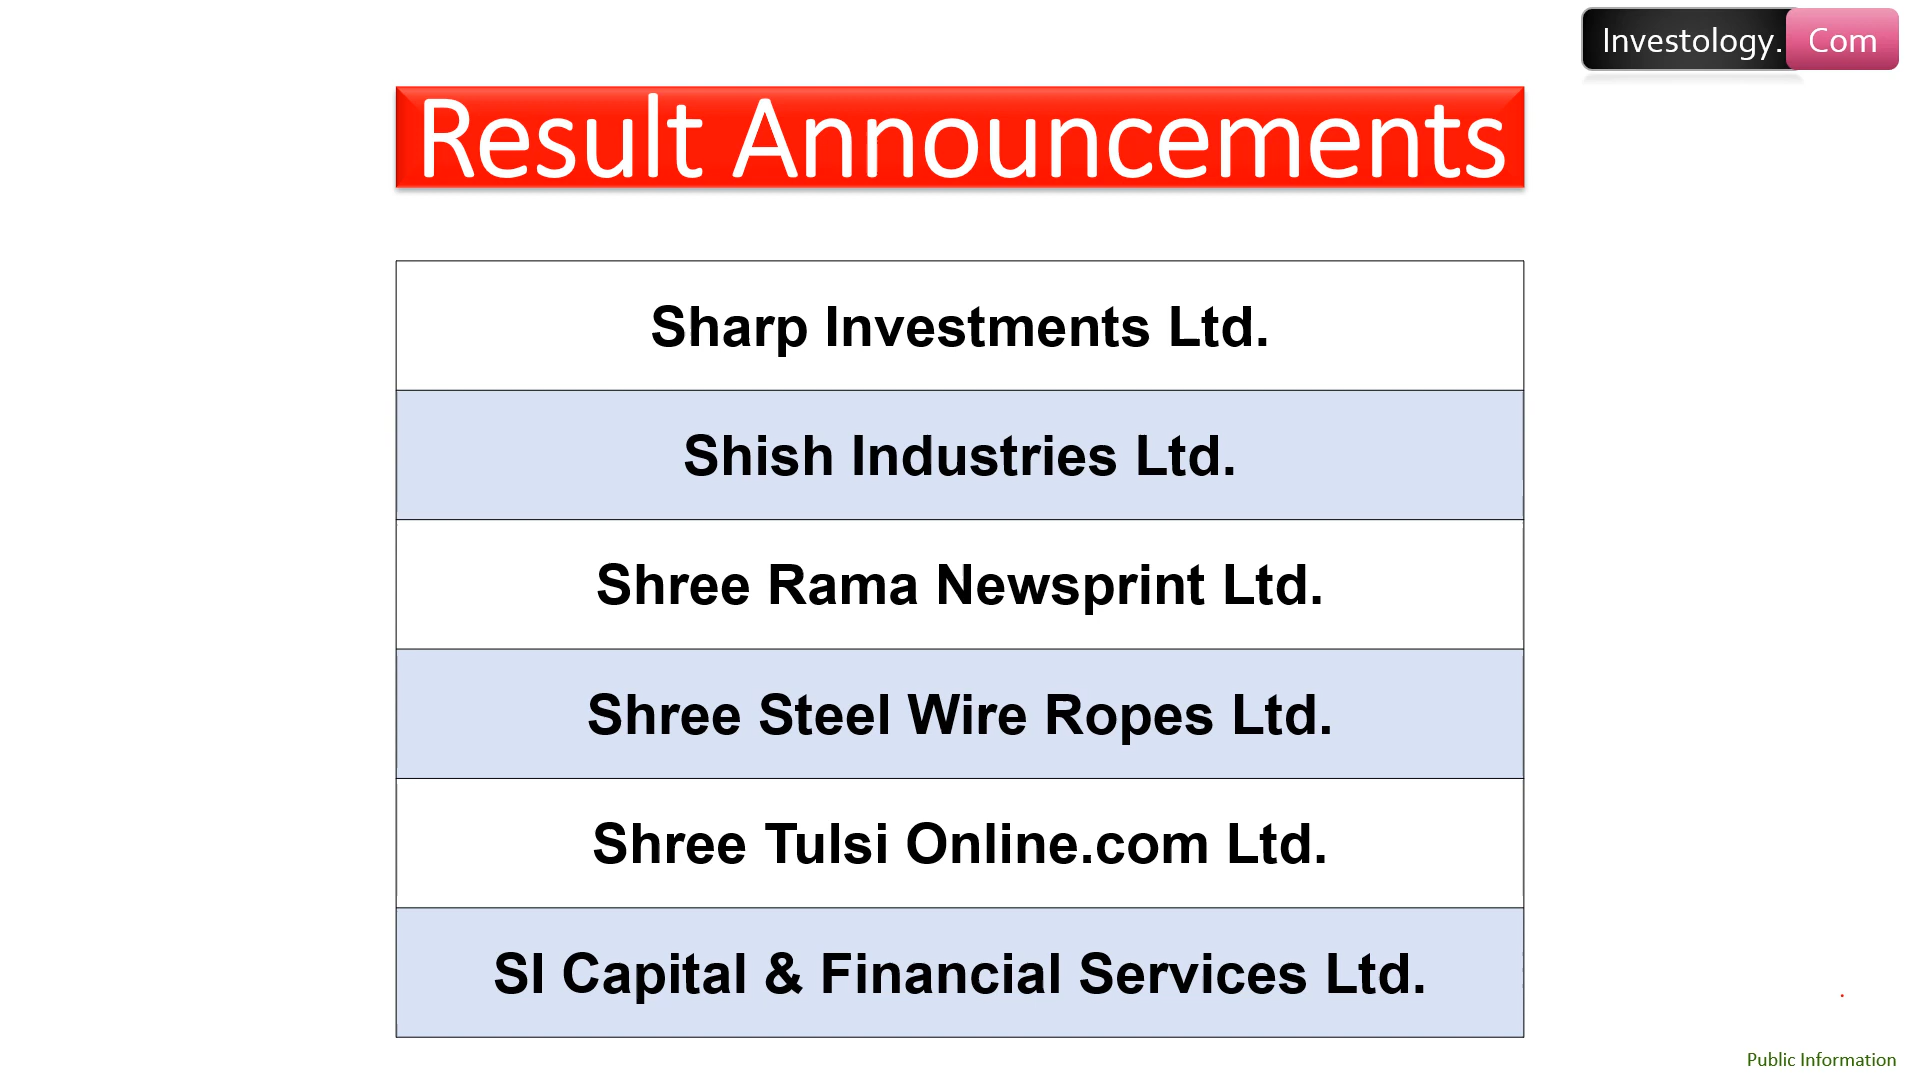 Investology. Com
Result Announcements
Sharp Investments Ltd.
Shish Industries Ltd.
Shree Rama Newsprint Ltd.
Shree Steel Wire Ropes Ltd.
Shree Tulsi Online.com Ltd.
SI Capital & Financial Services Ltd.
Public Information